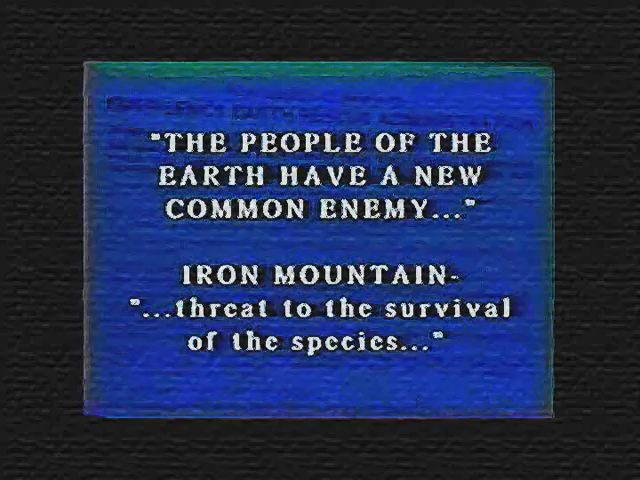 "THE PEOPLE OF THE
EARTH HAVE A NEW
COMMON ENEMY..."
IRON MOUNTAIN-
"...threat to the survival
of the species..."